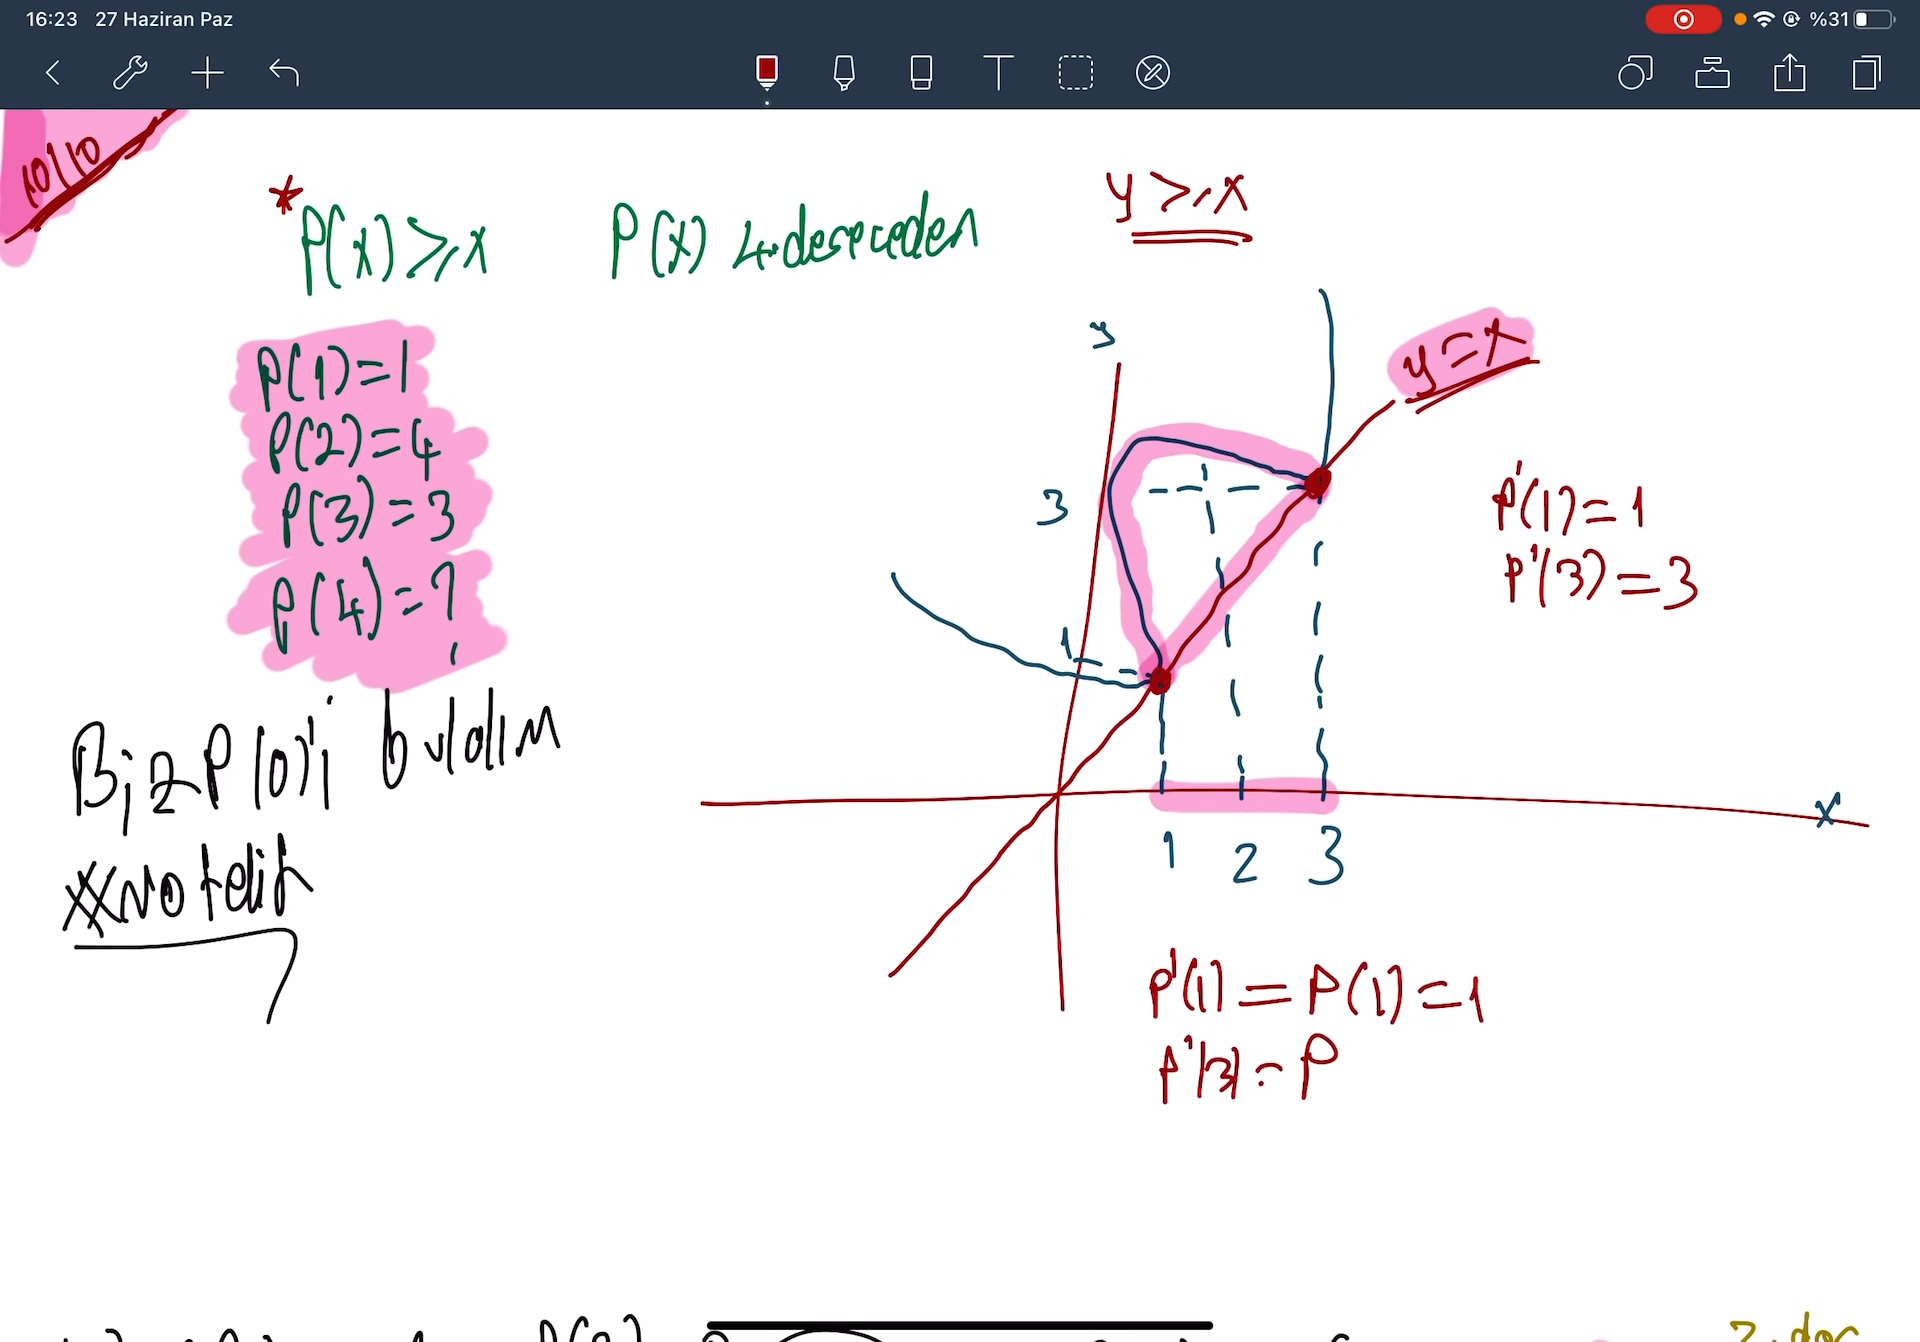 16:23 27 Haziran Paz
%31
10/10
*P(x)≥x P(x) 4.dereceden y≥x
P(1)=1
P(2)=4
P(3)=3
P(4)=?
Biz P(0)'i bulalım
#Notelif
y
y=x
3
1
x
1 2 3
P'(1)=1
P'(3)=3
P'(1)=P(1)=1
P'(3)=P